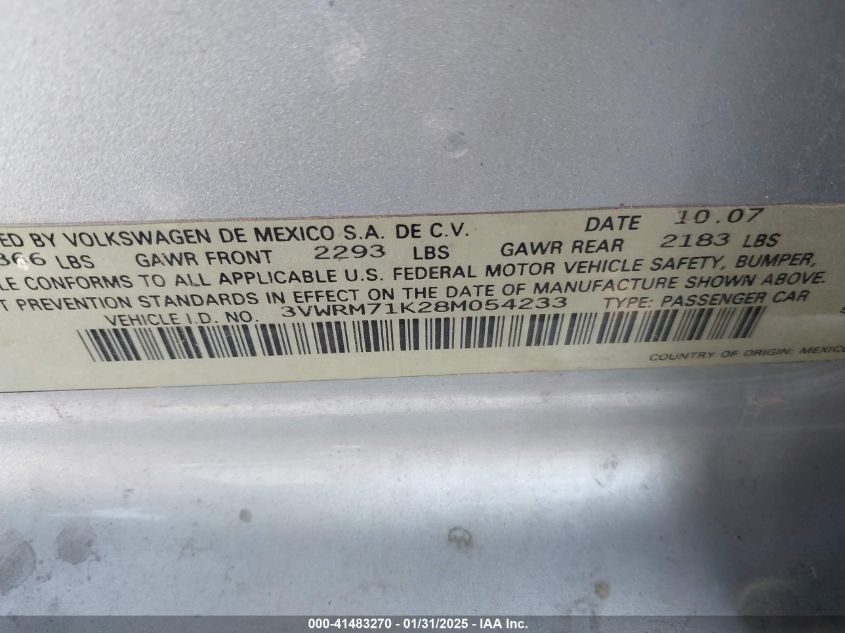 ED BY VOLKSWAGEN DE MEXICO S.A. DE C.V. DATE 10.07
366 LBS GAWR FRONT 2293 LBS GAWR REAR 2183 LBS
LE CONFORMS TO ALL APPLICABLE U.S. FEDERAL MOTOR VEHICLE SAFETY, BUMPER,
T PREVENTION STANDARDS IN EFFECT ON THE DATE OF MANUFACTURE SHOWN ABOVE.
VEHICLE I.D. NO. 3VWRM71K28M054233 TYPE: PASSENGER CAR
COUNTRY OF ORIGIN: MEXICO
000-41483270 - 01/31/2025 - IAA Inc.